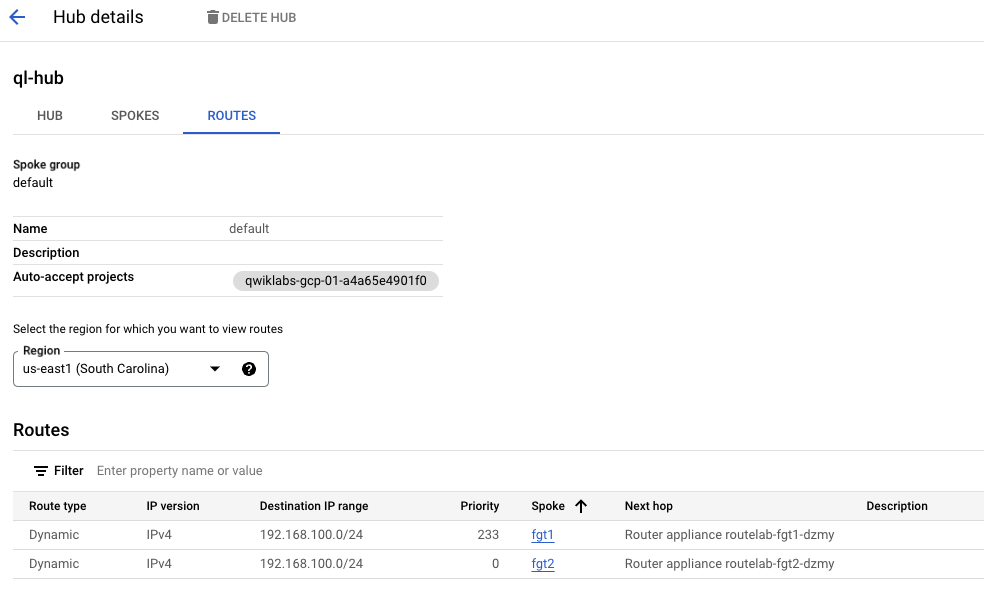 Hub details DELETE HUB
ql-hub
HUB SPOKES ROUTES
Spoke group
default
Name default
Description
Auto-accept projects qwiklabs-gcp-01-a4a65e4901f0
Select the region for which you want to view routes
Region
us-east1 (South Carolina)
Routes
Filter Enter property name or value
Route type IP version Destination IP range Priority Spoke Next hop Description
Dynamic IPv4 192.168.100.0/24 233 fgt1 Router appliance routelab-fgt1-dzmy
Dynamic IPv4 192.168.100.0/24 0 fgt2 Router appliance routelab-fgt2-dzmy